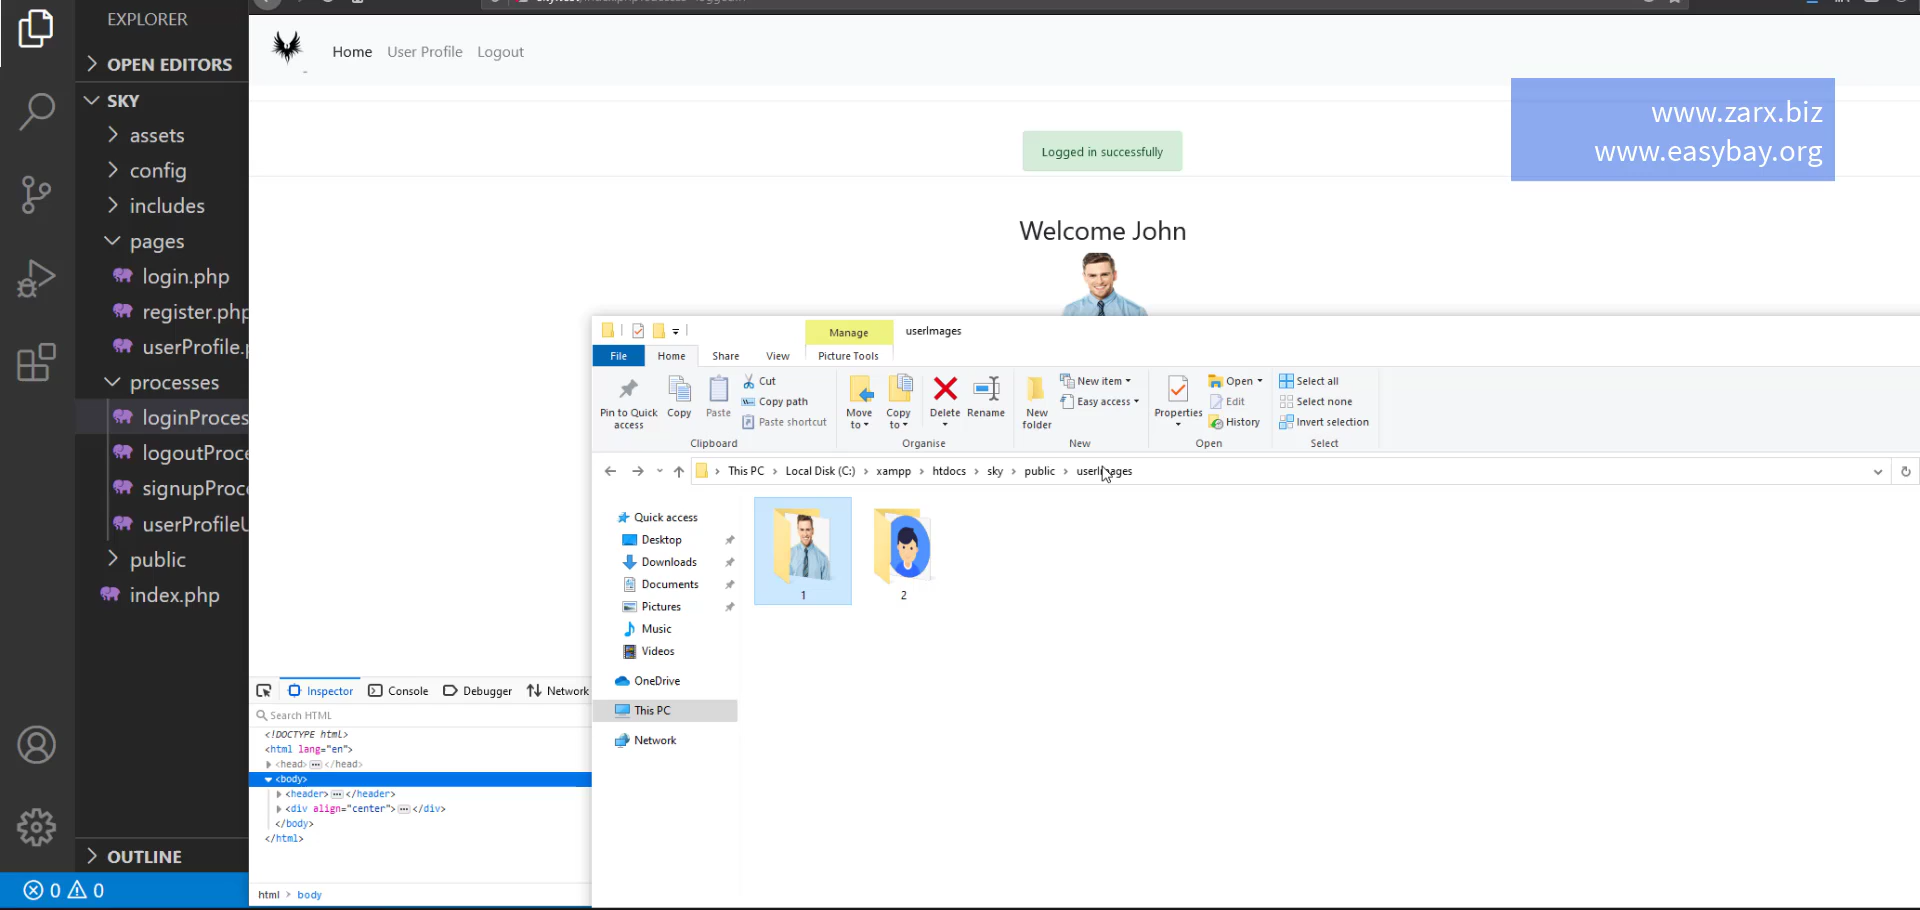 EXPLORER
OPEN EDITORS
SKY
assets
config
includes
pages
login.php
register.php
userProfile.
processes
loginProces
logoutProce
signupProc
userProfileU
public
index.php
OUTLINE
0 0
Home User Profile Logout
www.zarx.biz
www.easybay.org
Logged in successfully
Welcome John
Manage userImages
File Home Share View Picture Tools
Pin to Quick access
Copy
Paste
Cut
Copy path
Paste shortcut
Clipboard
Move to
Copy to
Delete
Rename
Organise
New folder
New item
Easy access
New
Properties
Open
Edit
History
Open
Select all
Select none
Invert selection
Select
This PC > Local Disk (C:) > xampp > htdocs > sky > public > userImages
Quick access
Desktop
Downloads
Documents
Pictures
Music
Videos
OneDrive
This PC
Network
1
2
Inspector Console Debugger Network
Search HTML
<!DOCTYPE html>
<html lang="en">
<head> ••• </head>
<body>
<header> ••• </header>
<div align="center"> ••• </div>
</body>
</html>
html > body